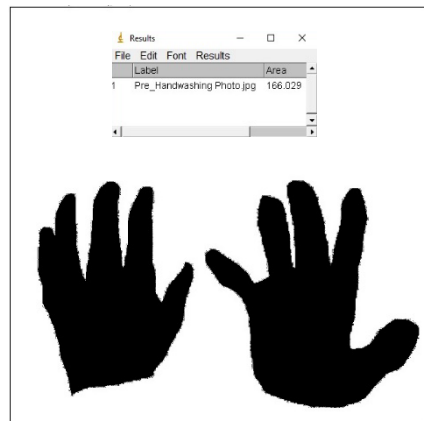 Results
File Edit Font Results
Label Area
1 Pre_Handwashing Photo.jpg 166.029